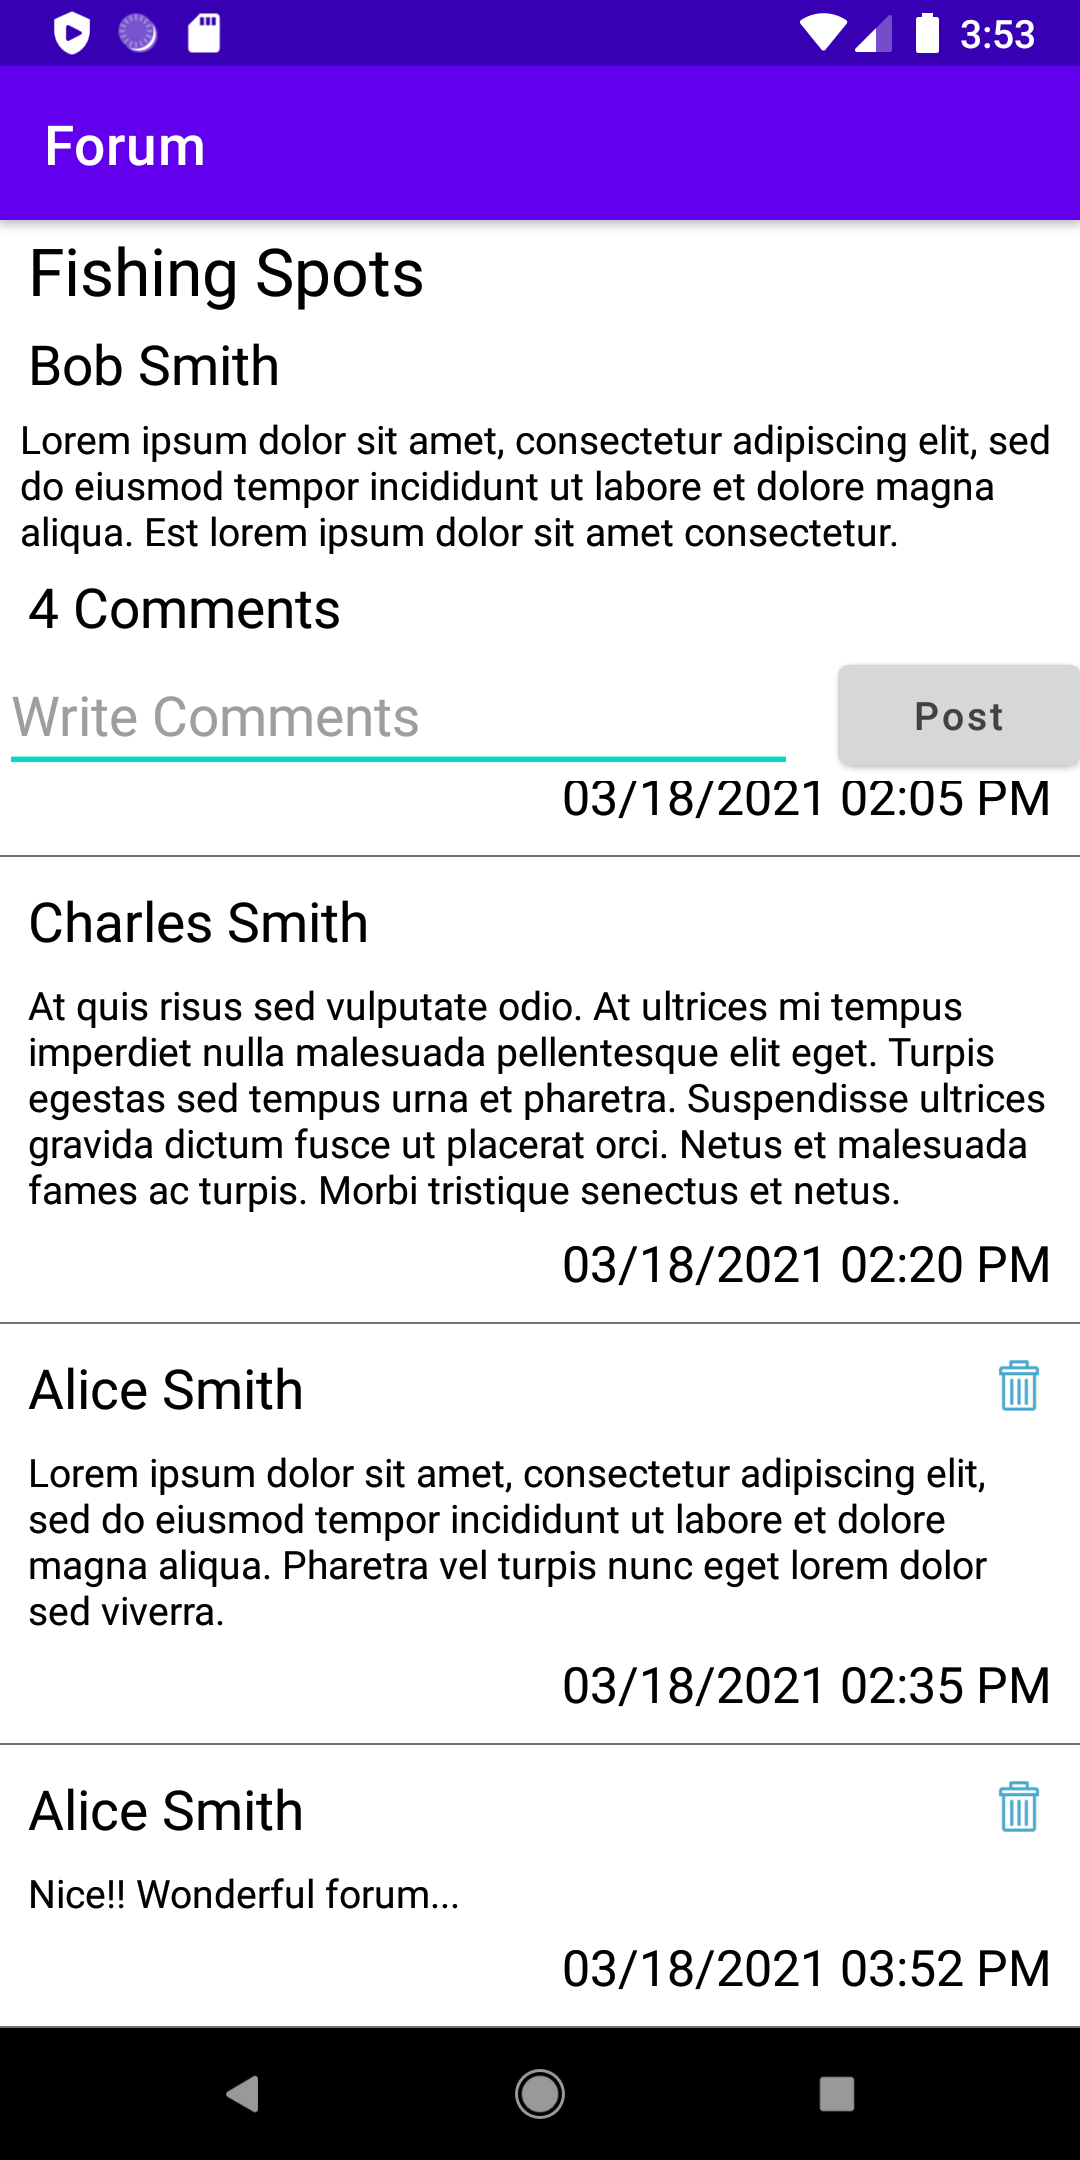 3:53
Forum
Fishing Spots
Bob Smith
Lorem ipsum dolor sit amet, consectetur adipiscing elit, sed
do eiusmod tempor incididunt ut labore et dolore magna
aliqua. Est lorem ipsum dolor sit amet consectetur.
4 Comments
Write Comments
Post
03/18/2021 02:05 PM
Charles Smith
At quis risus sed vulputate odio. At ultrices mi tempus
imperdiet nulla malesuada pellentesque elit eget. Turpis
egestas sed tempus urna et pharetra. Suspendisse ultrices
gravida dictum fusce ut placerat orci. Netus et malesuada
fames ac turpis. Morbi tristique senectus et netus.
03/18/2021 02:20 PM
Alice Smith
Lorem ipsum dolor sit amet, consectetur adipiscing elit,
sed do eiusmod tempor incididunt ut labore et dolore
magna aliqua. Pharetra vel turpis nunc eget lorem dolor
sed viverra.
03/18/2021 02:35 PM
Alice Smith
Nice!! Wonderful forum...
03/18/2021 03:52 PM